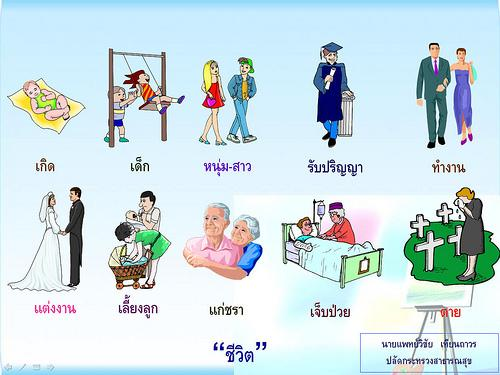 เกิด
เด็ก
หนุ่ม-สาว
รับปริญญา
ทำงาน
แต่งงาน
เลี้ยงลูก
แก่ชรา
เจ็บป่วย
ตาย
“ชีวิต”
นายแพทย์วิชัย เทียนถาวร
ปลัดกระทรวงสาธารณสุข